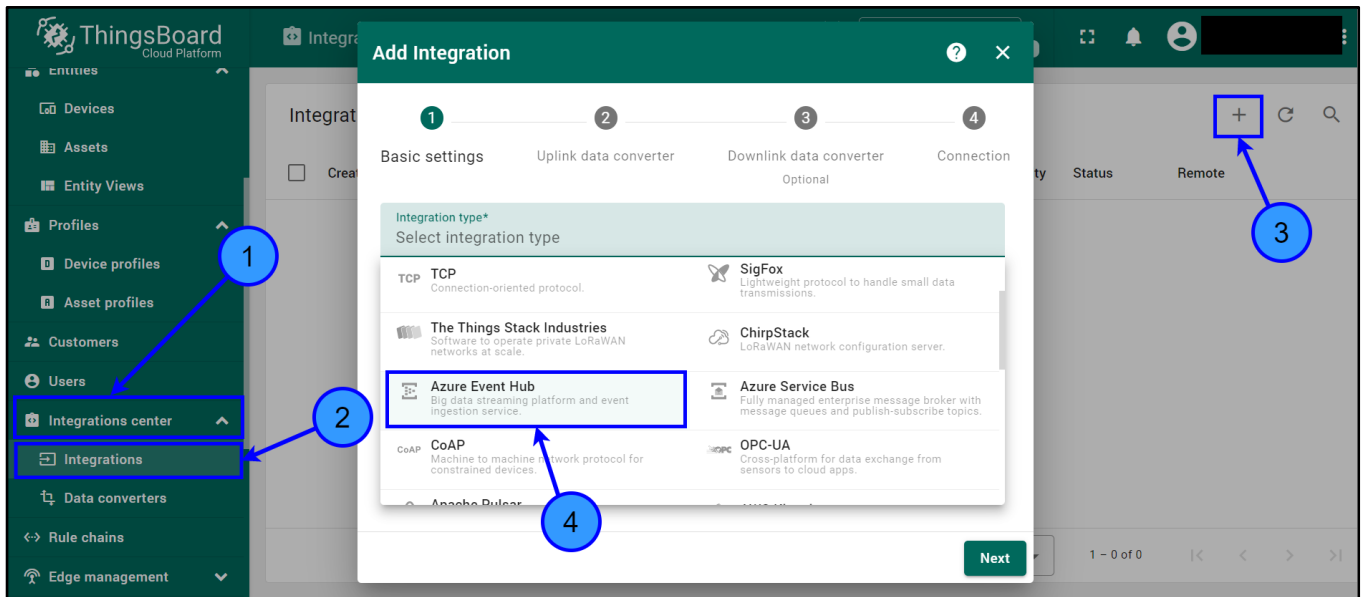 ThingsBoard
Cloud Platform
Entities
Devices
Assets
Entity Views
Profiles
Device profiles
Asset profiles
Customers
Users
Integrations center
Integrations
Data converters
Rule chains
Edge management
1
2
Integra
Integrat
Creat
Add Integration
?
1
2
3
4
Basic settings
Uplink data converter
Downlink data converter
Optional
Connection
Integration type*
Select integration type
TCP
TCP
Connection-oriented protocol.
SigFox
Lightweight protocol to handle small data
transmissions.
The Things Stack Industries
Software to operate private LoRaWAN
networks at scale.
ChirpStack
LoRaWAN network configuration server.
Azure Event Hub
Big data streaming platform and event
ingestion service.
Azure Service Bus
Fully managed enterprise message broker with
message queues and publish-subscribe topics.
CoAP
CoAP
Machine to machine network protocol for
constrained devices.
OPC
OPC-UA
Cross-platform for data exchange from
sensors to cloud apps.
Apache Pulsar
4
Next
ty
Status
Remote
3
1 – 0 of 0